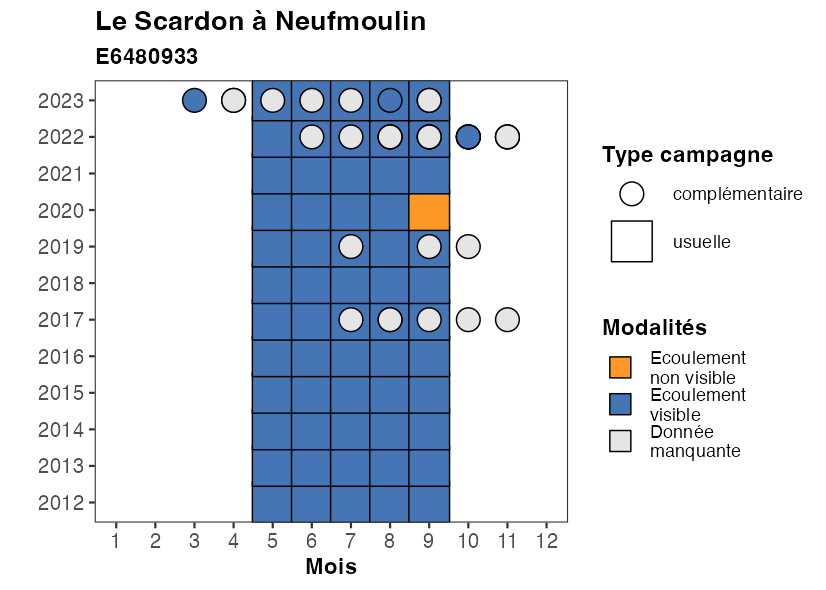 Le Scardon à Neufmoulin
E6480933
2023
2022
2021
2020
2019
2018
2017
2016
2015
2014
2013
2012
1 2 3 4 5 6 7 8 9 10 11 12
Mois
Type campagne
complémentaire
usuelle
Modalités
Ecoulement
non visible
Ecoulement
visible
Donnée
manquante